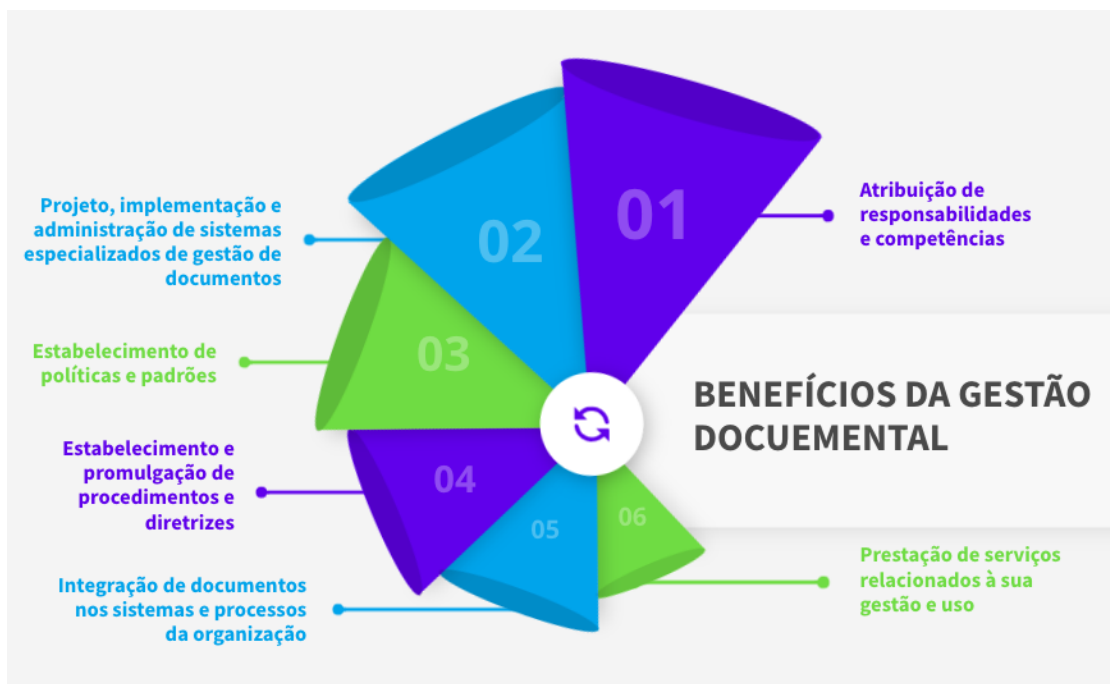 01
Atribuição de
responsabilidades
e competências
02
Projeto, implementação e
administração de sistemas
especializados de gestão de
documentos
03
Estabelecimento de
políticas e padrões
BENEFÍCIOS DA GESTÃO
DOCUEMENTAL
04
Estabelecimento e
promulgação de
procedimentos e
diretrizes
05
Integração de documentos
nos sistemas e processos
da organização
06
Prestação de serviços
relacionados à sua
gestão e uso